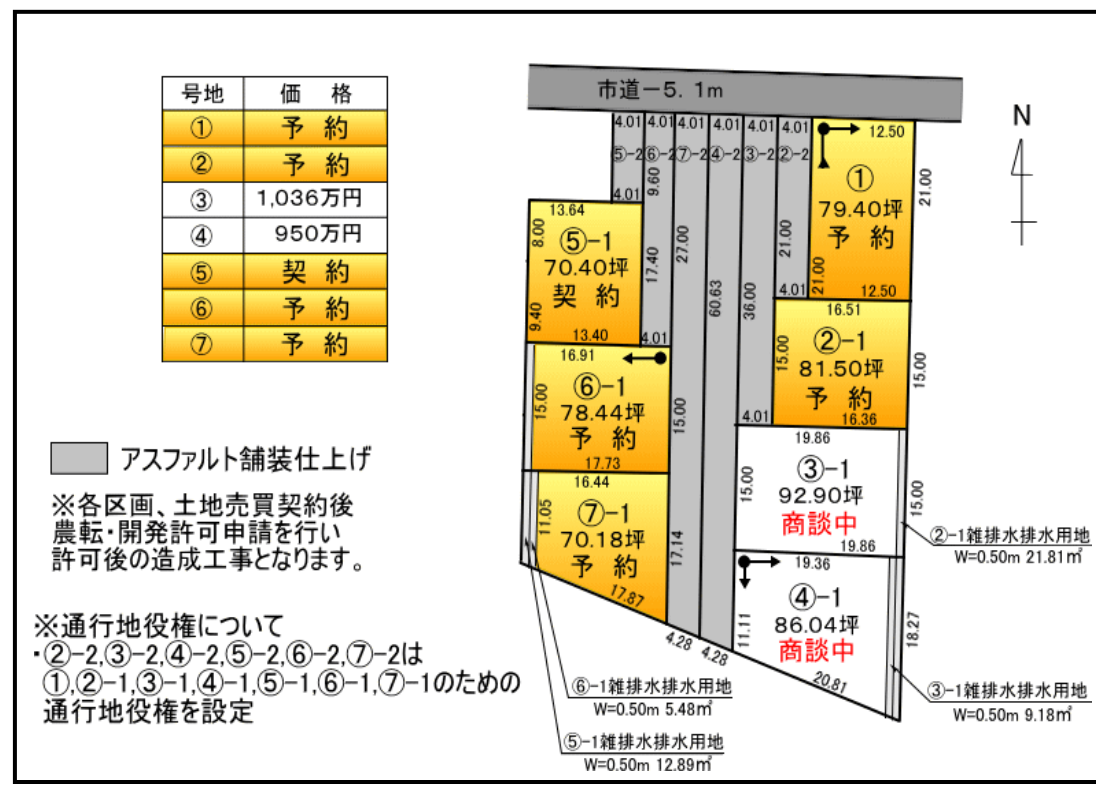 号地 価 格
① 予 約
② 予 約
③ 1,036万円
④ 950万円
⑤ 契 約
⑥ 予 約
⑦ 予 約
アスファルト舗装仕上げ
※各区画、土地売買契約後
農転・開発許可申請を行い
許可後の造成工事となります。
※通行地役権について
・②-2,③-2,④-2,⑤-2,⑥-2,⑦-2は
①,②-1,③-1,④-1,⑤-1,⑥-1,⑦-1のための
通行地役権を設定
市道ー5. 1m
N
4.01 4.01 4.01 4.01 4.01 4.01
⑤-2 ⑥-2 ⑦-2 ④-2 ③-2 ②-2
12.50
①
79.40坪
予 約
21.00
21.00
12.50
21.00
4.01
9.60
4.01
27.00
60.63
36.00
13.64
8.00
⑤-1
70.40坪
契 約
9.40
13.40
17.40
4.01
16.51
②-1
81.50坪
予 約
15.00
15.00
16.36
4.01
16.91
⑥-1
78.44坪
予 約
15.00
15.00
17.73
19.86
③-1
92.90坪
商談中
15.00
15.00
19.86
16.44
⑦-1
70.18坪
予 約
11.05
17.14
17.87
19.36
④-1
86.04坪
商談中
11.11
18.27
20.81
4.28 4.28
②-1雑排水排水用地
W=0.50m 21.81㎡
③-1雑排水排水用地
W=0.50m 9.18㎡
⑥-1雑排水排水用地
W=0.50m 5.48㎡
⑤-1雑排水排水用地
W=0.50m 12.89㎡